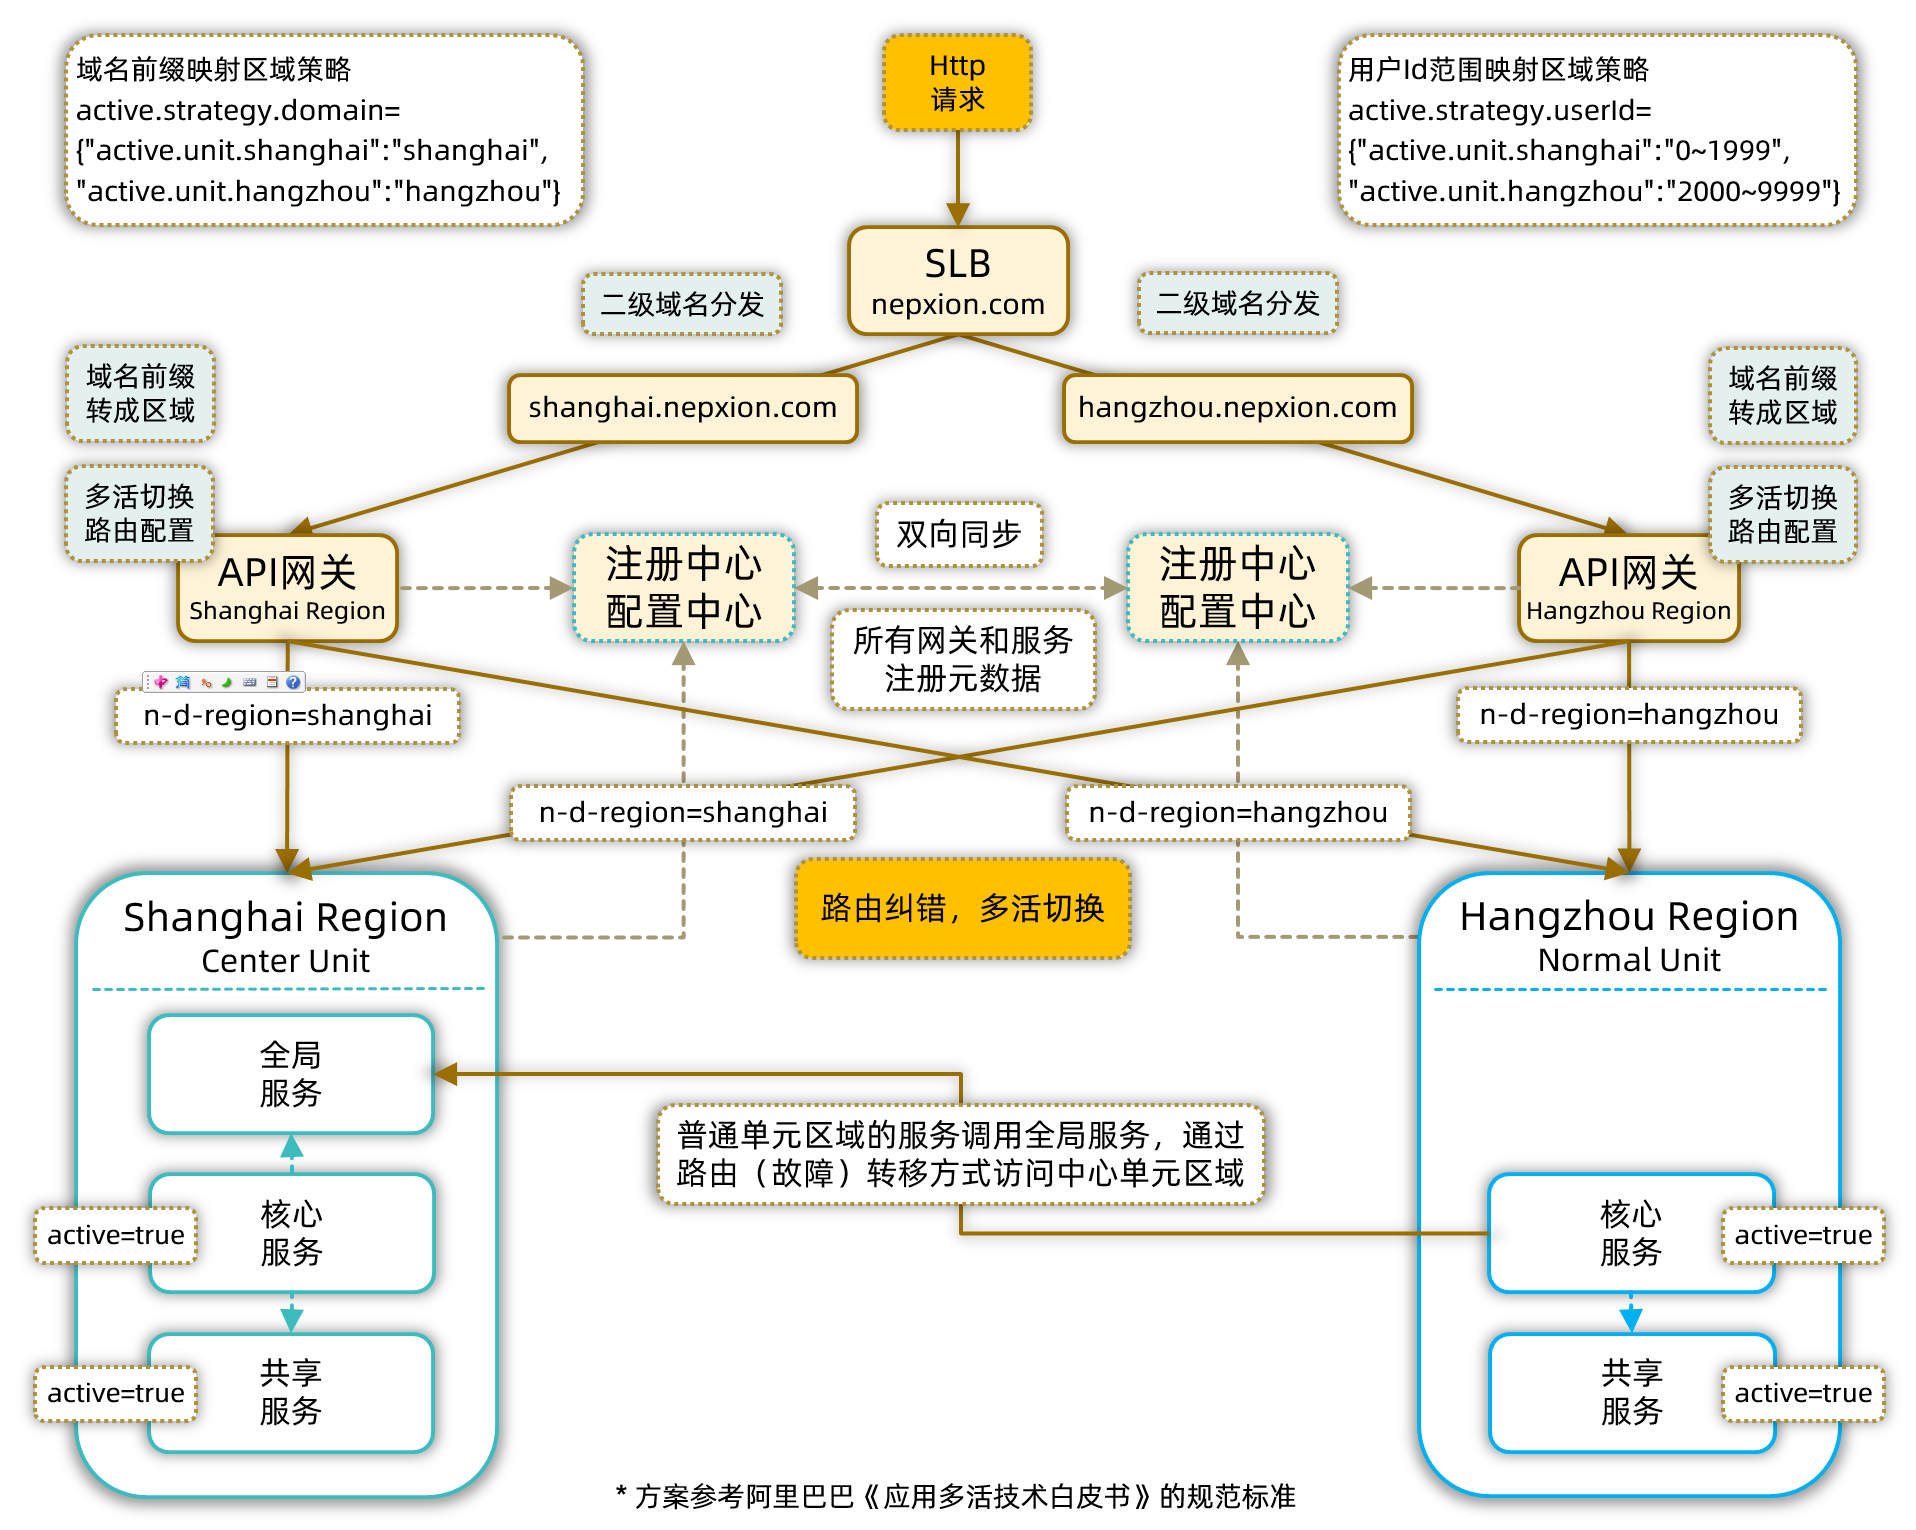 域名前缀映射区域策略
active.strategy.domain=
{"active.unit.shanghai":"shanghai",
"active.unit.hangzhou":"hangzhou"}
Http
请求
用户Id范围映射区域策略
active.strategy.userId=
{"active.unit.shanghai":"0~1999",
"active.unit.hangzhou":"2000~9999"}
SLB
nepxion.com
二级域名分发
二级域名分发
域名前缀
转成区域
shanghai.nepxion.com
hangzhou.nepxion.com
域名前缀
转成区域
多活切换
路由配置
多活切换
路由配置
API网关
Shanghai Region
注册中心
配置中心
双向同步
注册中心
配置中心
API网关
Hangzhou Region
所有网关和服务
注册元数据
简
n-d-region=shanghai
n-d-region=hangzhou
n-d-region=shanghai
n-d-region=hangzhou
路由纠错，多活切换
Shanghai Region
Center Unit
Hangzhou Region
Normal Unit
全局
服务
普通单元区域的服务调用全局服务，通过
路由（故障）转移方式访问中心单元区域
active=true
核心
服务
核心
服务
active=true
active=true
共享
服务
共享
服务
active=true
* 方案参考阿里巴巴《应用多活技术白皮书》的规范标准